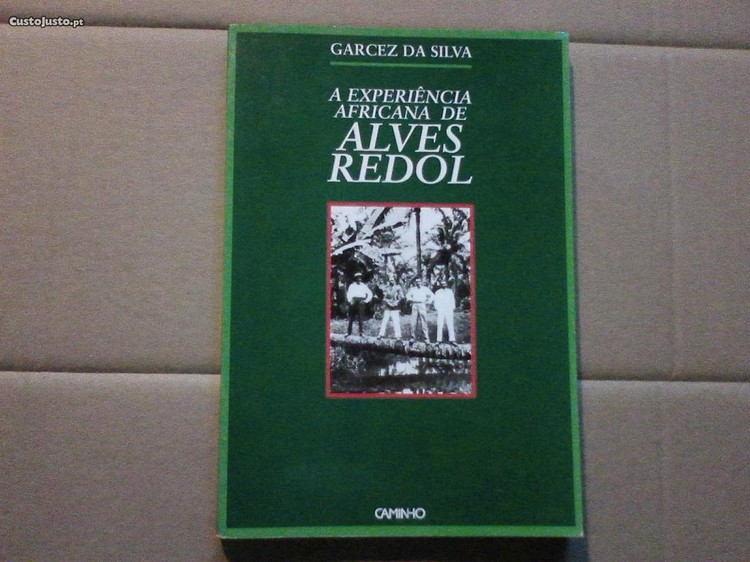 CustoJusto.pt
GARCEZ DA SILVA
A EXPERIÊNCIA
AFRICANA DE
ALVES
REDOL
CAMINHO